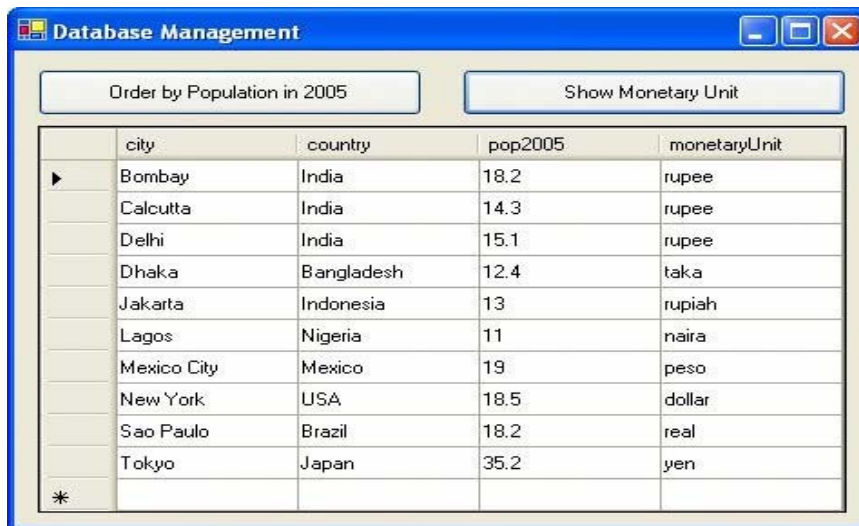 Database Management
Order by Population in 2005 Show Monetary Unit
city country pop2005 monetaryUnit
Bombay India 18.2 rupee
Calcutta India 14.3 rupee
Delhi India 15.1 rupee
Dhaka Bangladesh 12.4 taka
Jakarta Indonesia 13 rupiah
Lagos Nigeria 11 naira
Mexico City Mexico 19 peso
New York USA 18.5 dollar
Sao Paulo Brazil 18.2 real
Tokyo Japan 35.2 yen